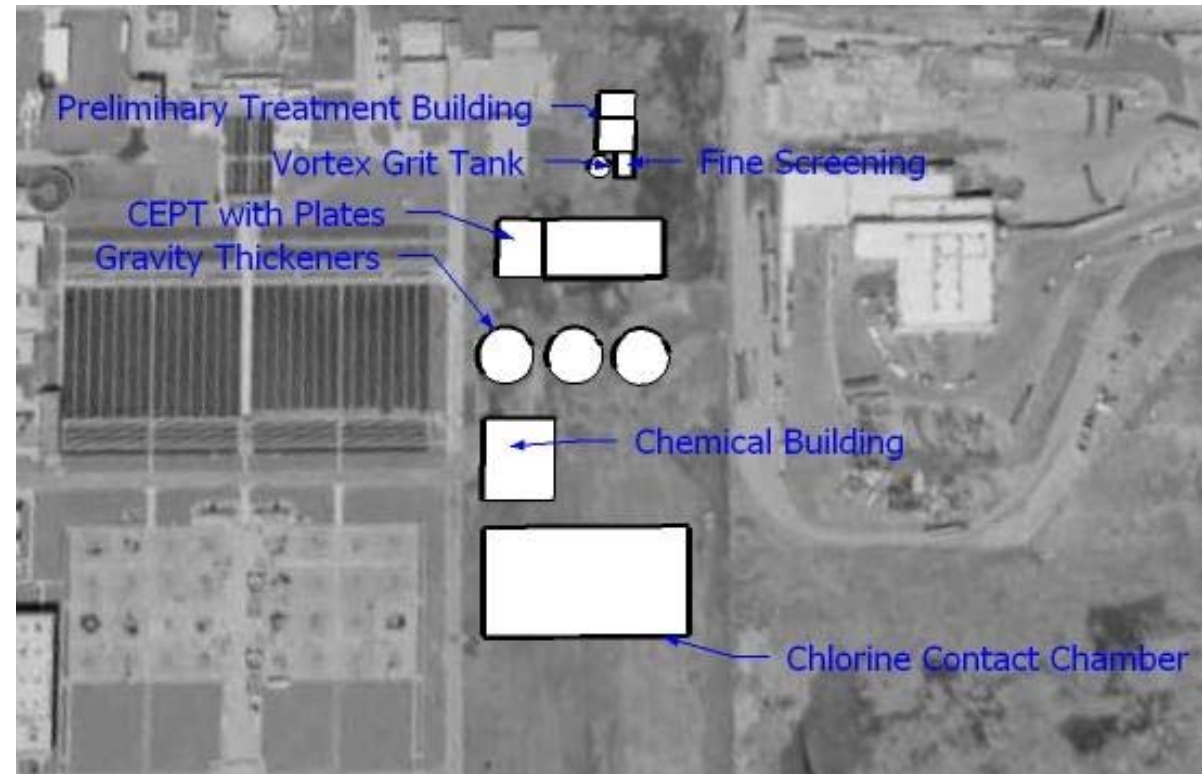 Preliminary Treatment Building
Vortex Grit Tank
Fine Screening
CEPT with Plates
Gravity Thickeners
Chemical Building
Chlorine Contact Chamber